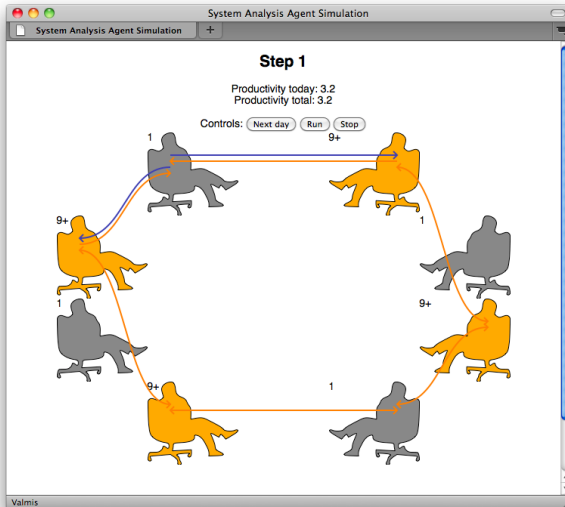 System Analysis Agent Simulation
System Analysis Agent Simulation
+
Step 1
Productivity today: 3.2
Productivity total: 3.2
Controls: Next day Run Stop
1
9+
9+
1
1
9+
9+
1
Valmis